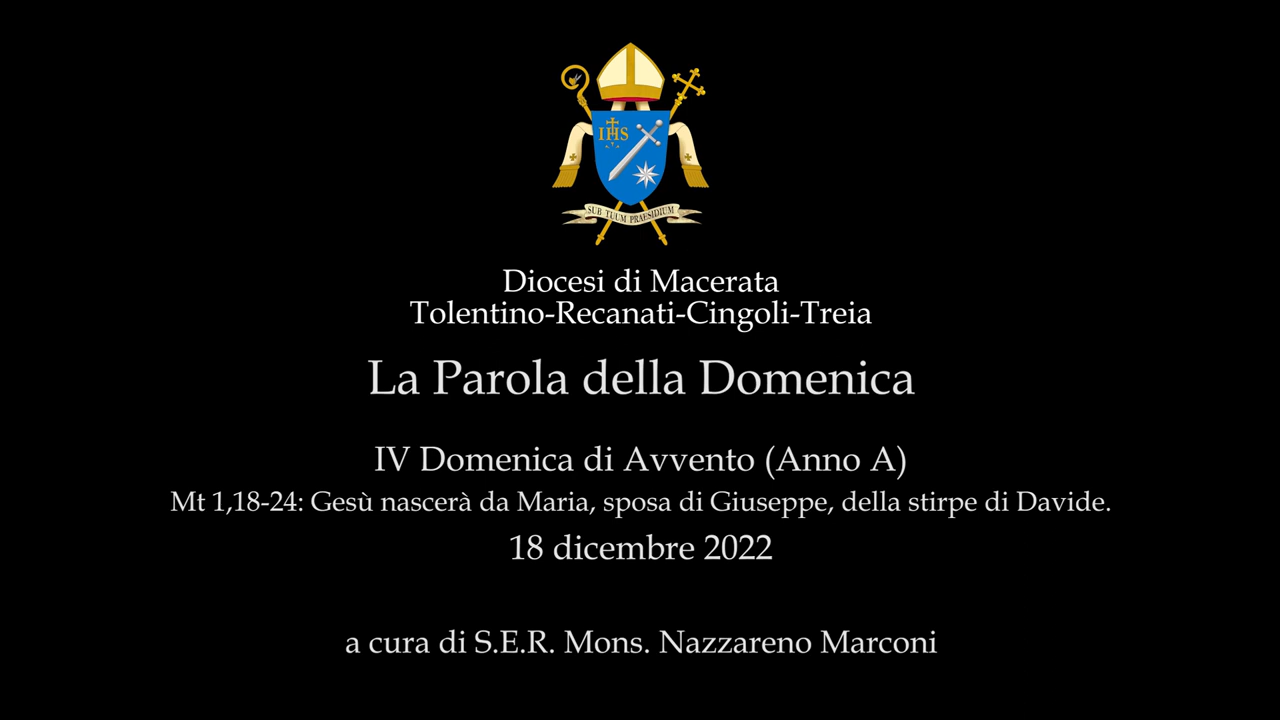 IHS
SUB TUUM PRAESIDIUM
Diocesi di Macerata
Tolentino-Recanati-Cingoli-Treia
La Parola della Domenica
IV Domenica di Avvento (Anno A)
Mt 1,18-24: Gesù nascerà da Maria, sposa di Giuseppe, della stirpe di Davide.
18 dicembre 2022
a cura di S.E.R. Mons. Nazzareno Marconi